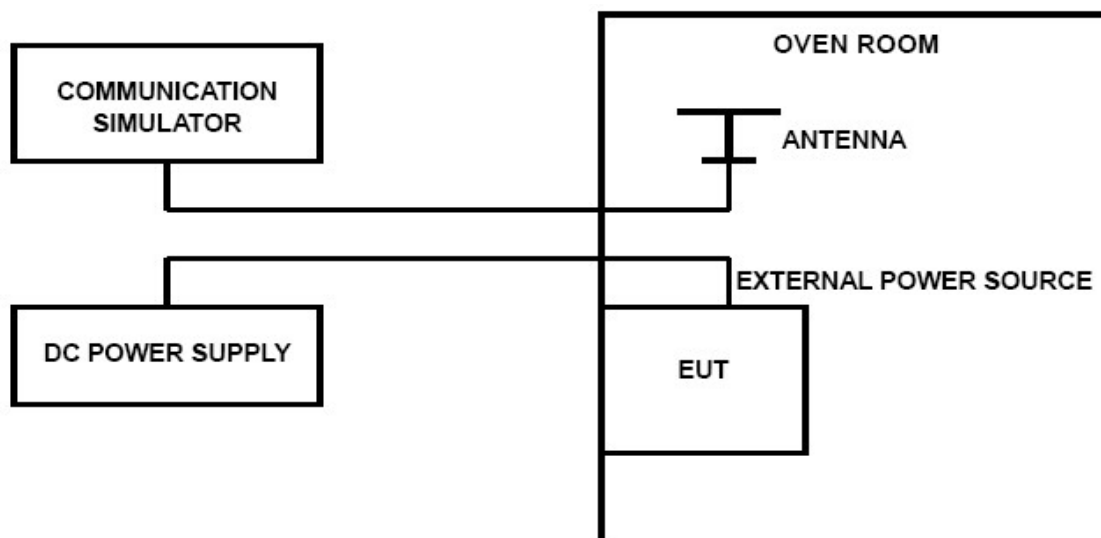 OVEN ROOM
COMMUNICATION
SIMULATOR
ANTENNA
EXTERNAL POWER SOURCE
DC POWER SUPPLY
EUT